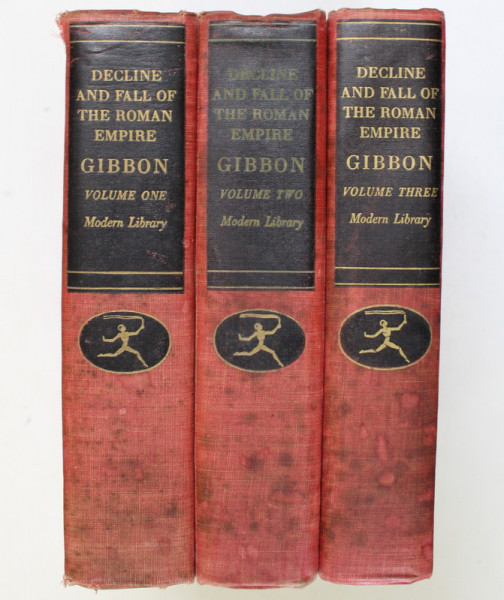 DECLINE
AND FALL OF
THE ROMAN
EMPIRE
GIBBON
VOLUME ONE
Modern Library
DECLINE
AND FALL OF
THE ROMAN
EMPIRE
GIBBON
VOLUME TWO
Modern Library
DECLINE
AND FALL OF
THE ROMAN
EMPIRE
GIBBON
VOLUME THREE
Modern Library